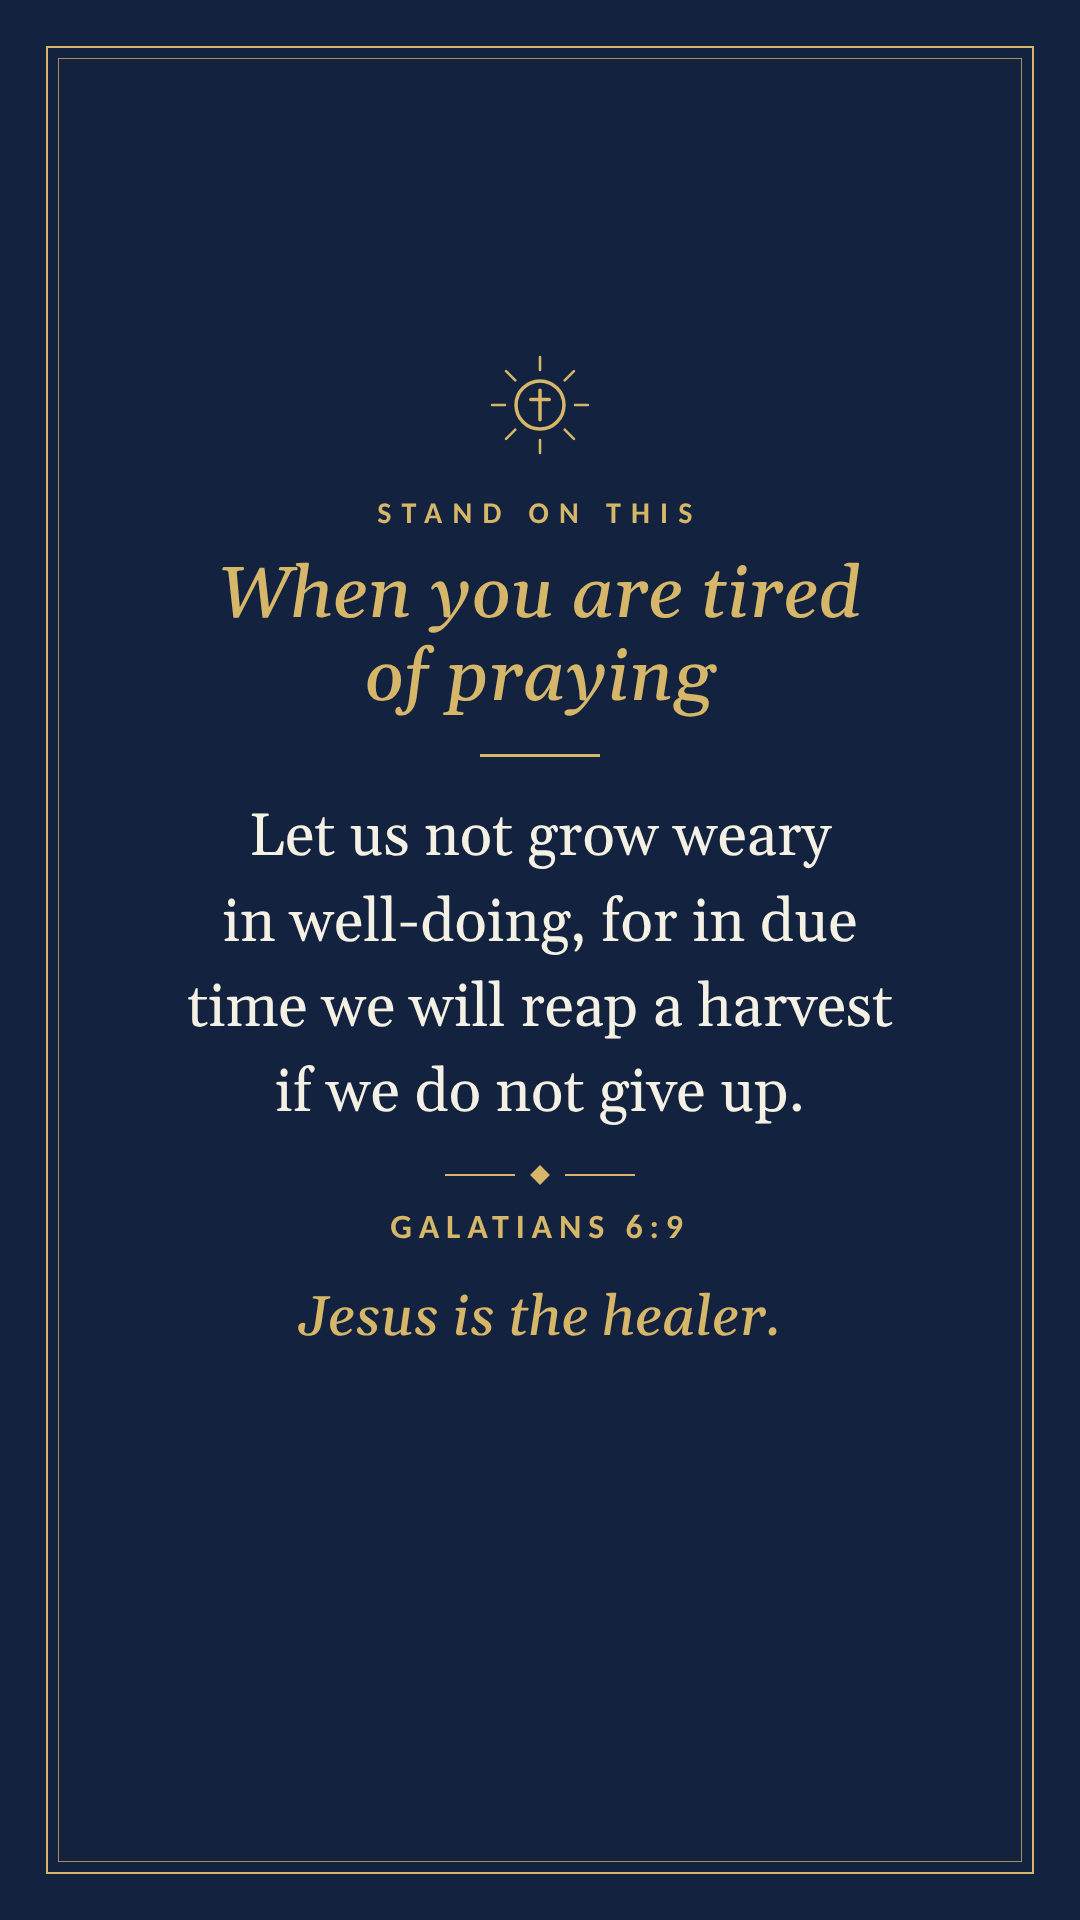 STAND ON THIS
When you are tired
of praying
Let us not grow weary
in well-doing, for in due
time we will reap a harvest
if we do not give up.
GALATIANS 6:9
Jesus is the healer.